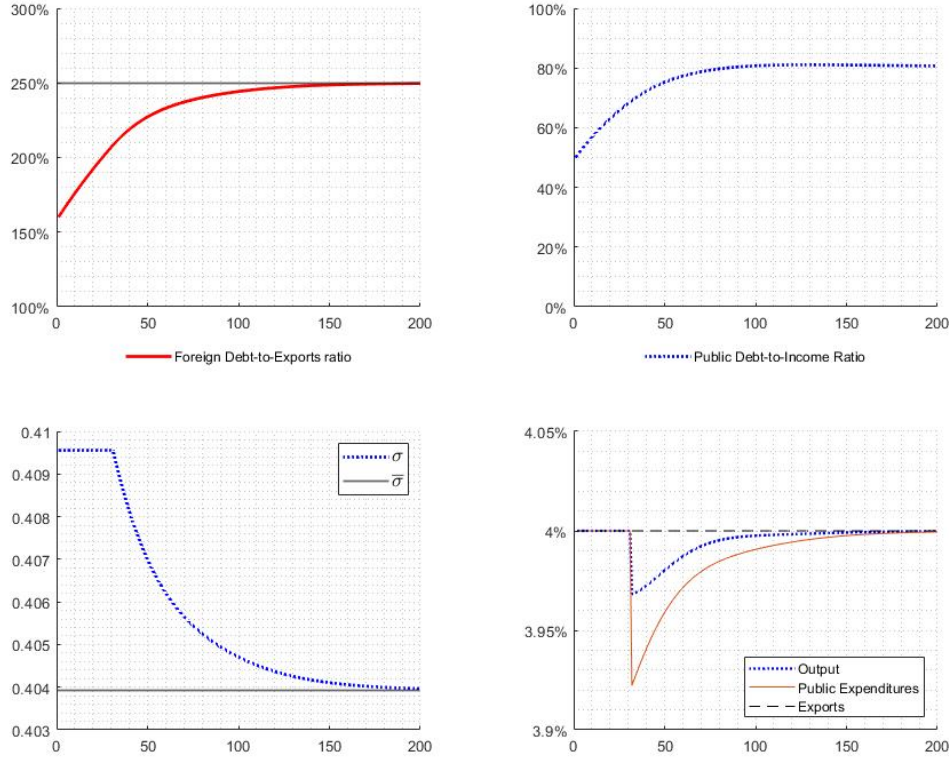 300%
250%
200%
150%
100%
0 50 100 150 200
Foreign Debt-to-Exports ratio
100%
80%
60%
40%
20%
0%
0 50 100 150 200
Public Debt-to-Income Ratio
0.41
0.409
0.408
0.407
0.406
0.405
0.404
0.403
0 50 100 150 200
σ
σ̅
4.05%
4%
3.95%
3.9%
0 50 100 150 200
Output
Public Expenditures
Exports